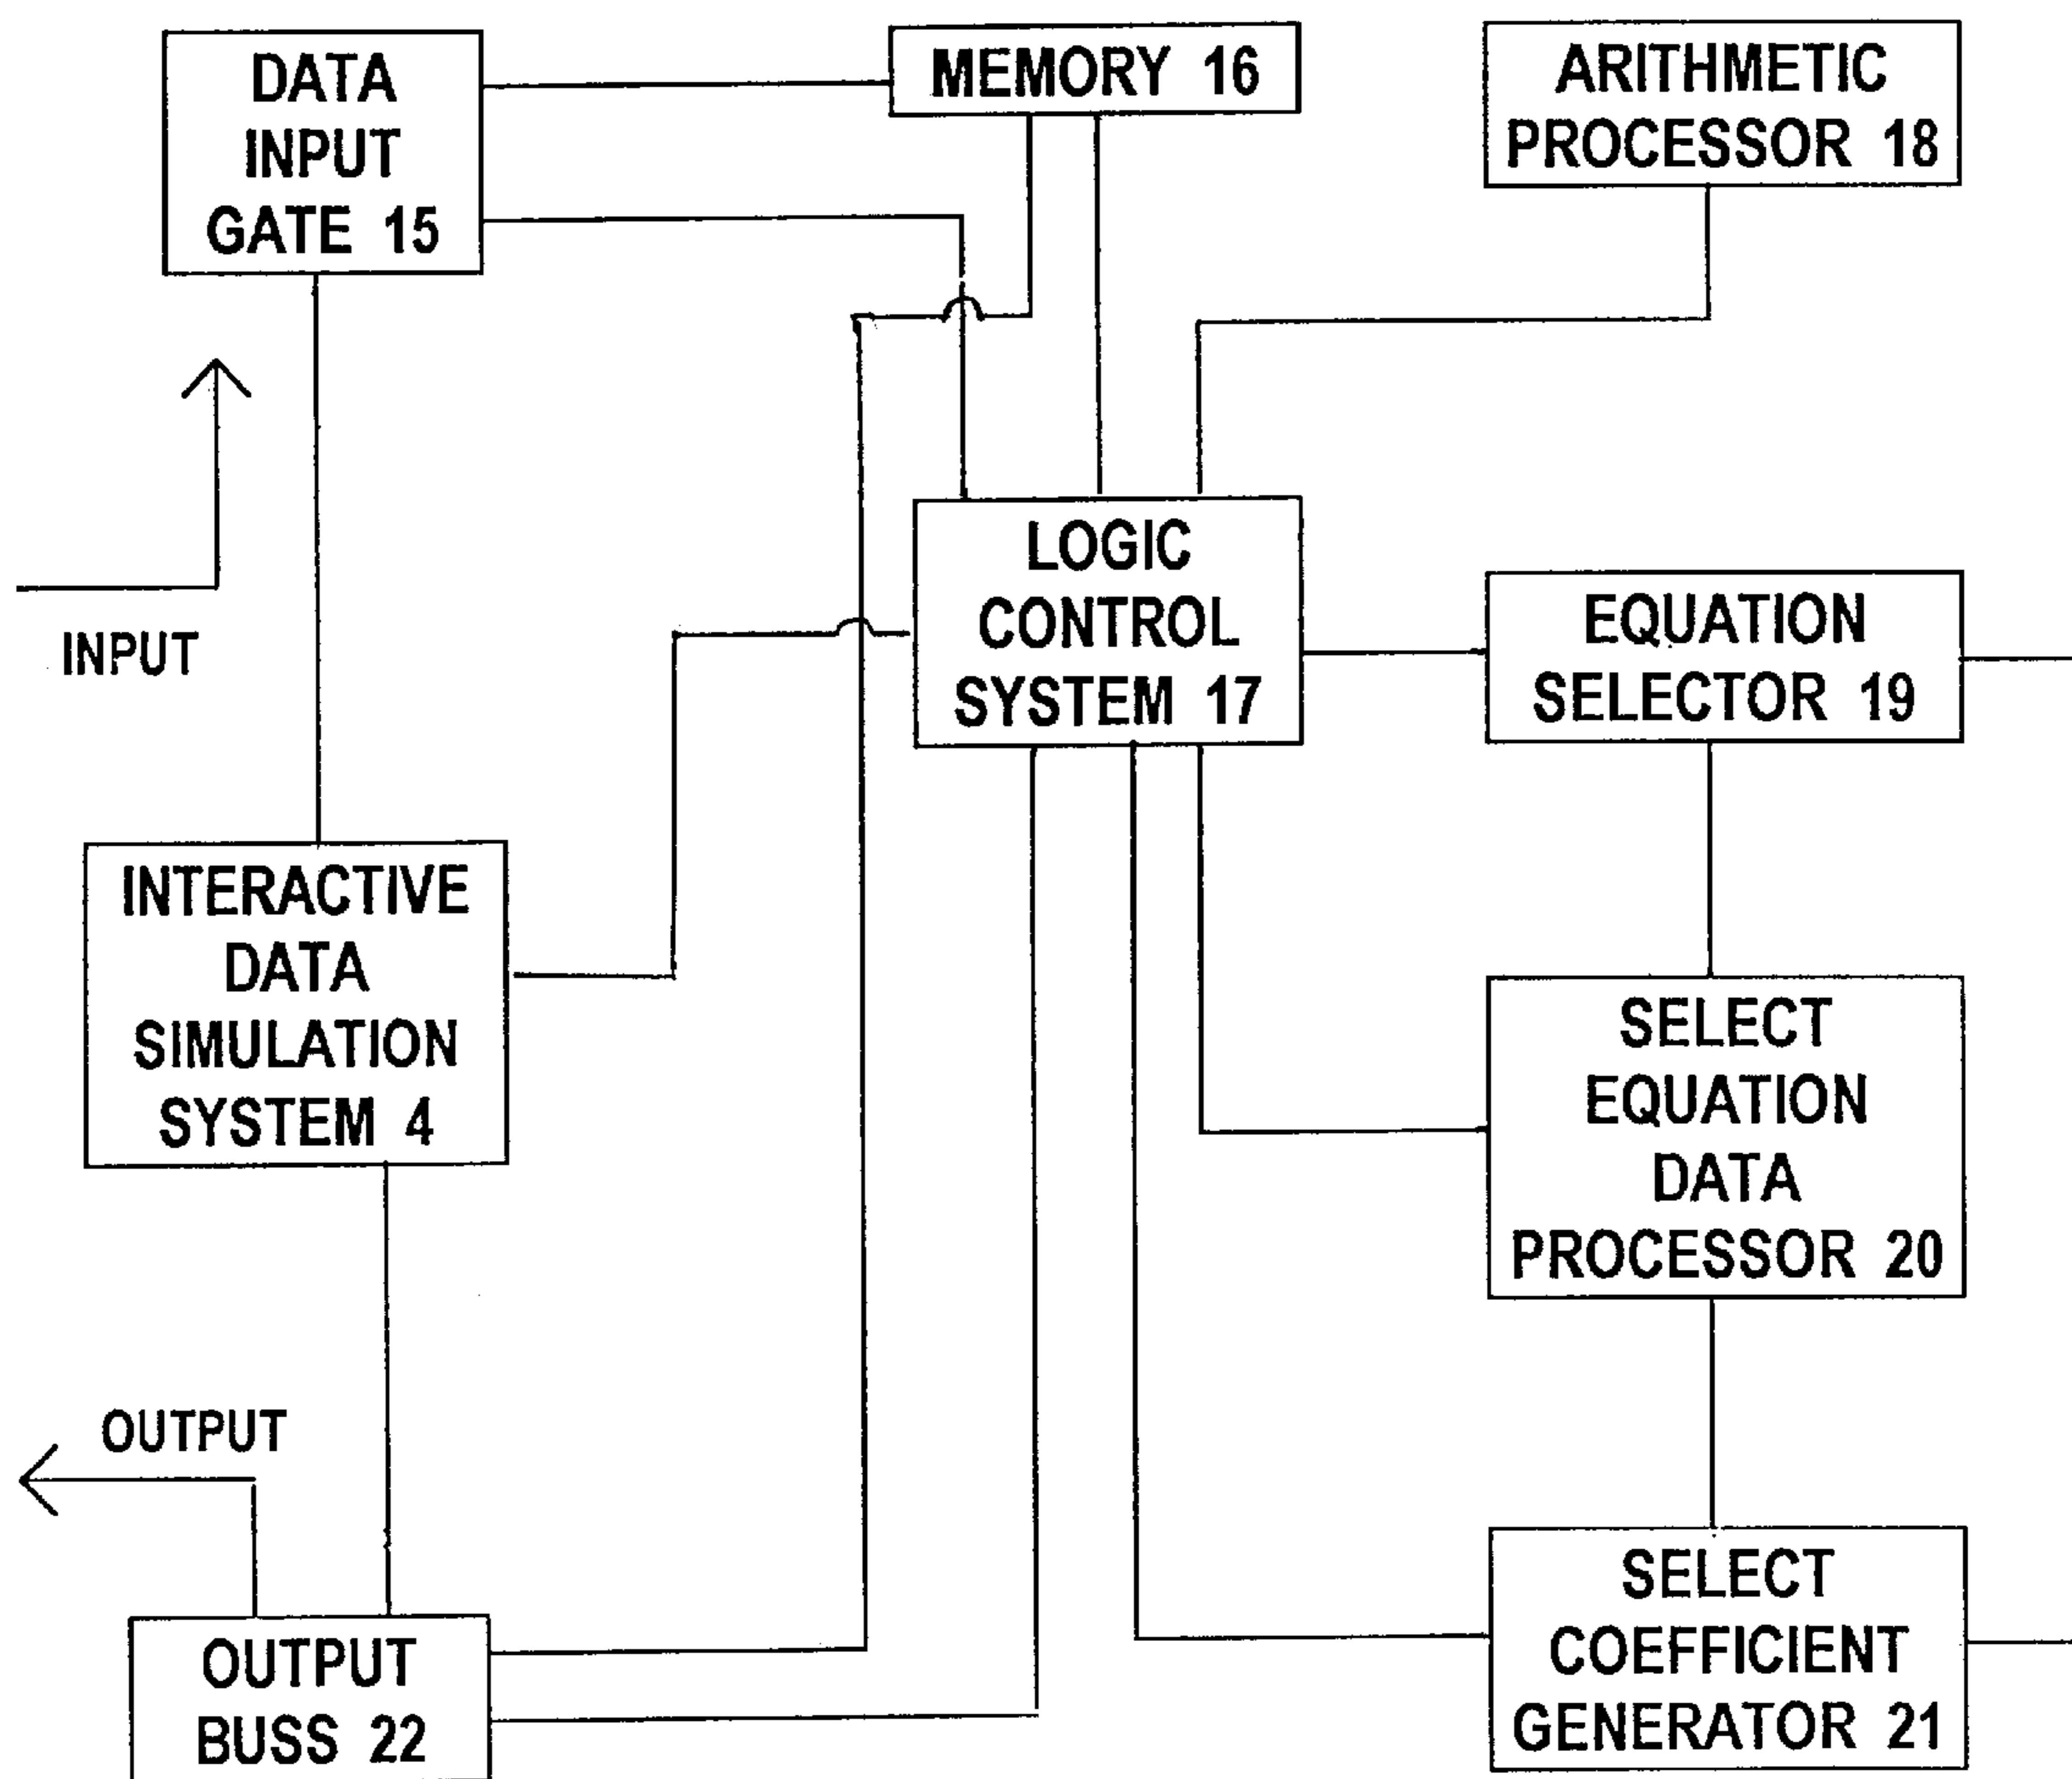 DATA
INPUT
GATE 15
MEMORY 16
ARITHMETIC
PROCESSOR 18
INPUT
LOGIC
CONTROL
SYSTEM 17
EQUATION
SELECTOR 19
INTERACTIVE
DATA
SIMULATION
SYSTEM 4
SELECT
EQUATION
DATA
PROCESSOR 20
OUTPUT
OUTPUT
BUSS 22
SELECT
COEFFICIENT
GENERATOR 21